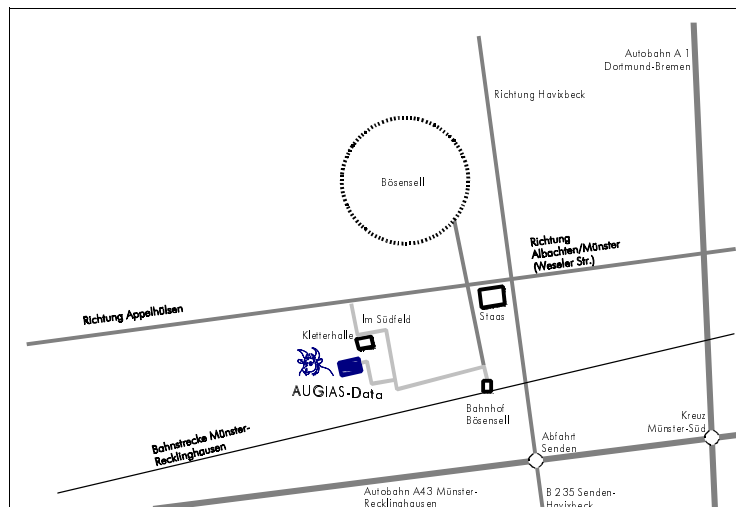 Autobahn A 1
Dortmund-Bremen
Richtung Havixbeck
Bösensell
Richtung
Albachten/Münster
(Weseler Str.)
Richtung Appelhülsen
Im Südfeld
Staas
Kletterhalle
AUGIAS-Data
Bahnhof
Bösensell
Kreuz
Münster-Süd
Bahnstrecke Münster-
Recklinghausen
Abfahrt
Senden
Autobahn A43 Münster-
Recklinghausen
B 235 Senden-
Havixbeck